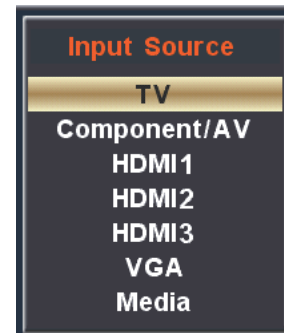 Input Source
TV
Component/AV
HDMI1
HDMI2
HDMI3
VGA
Media